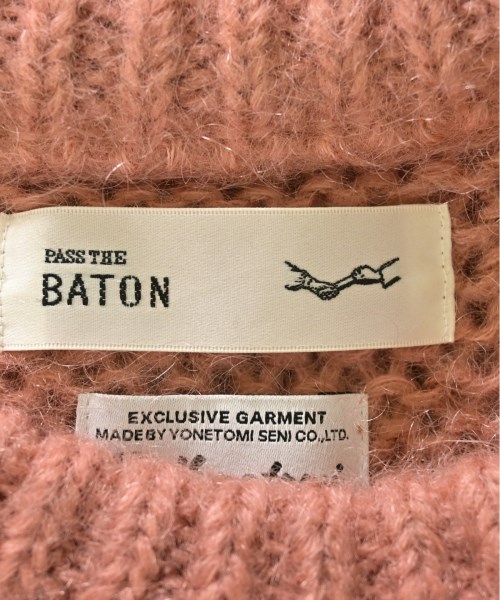 PASS THE
BATON
EXCLUSIVE GARMENT
MADE BY YONETOMI SENI CO.,LTD.